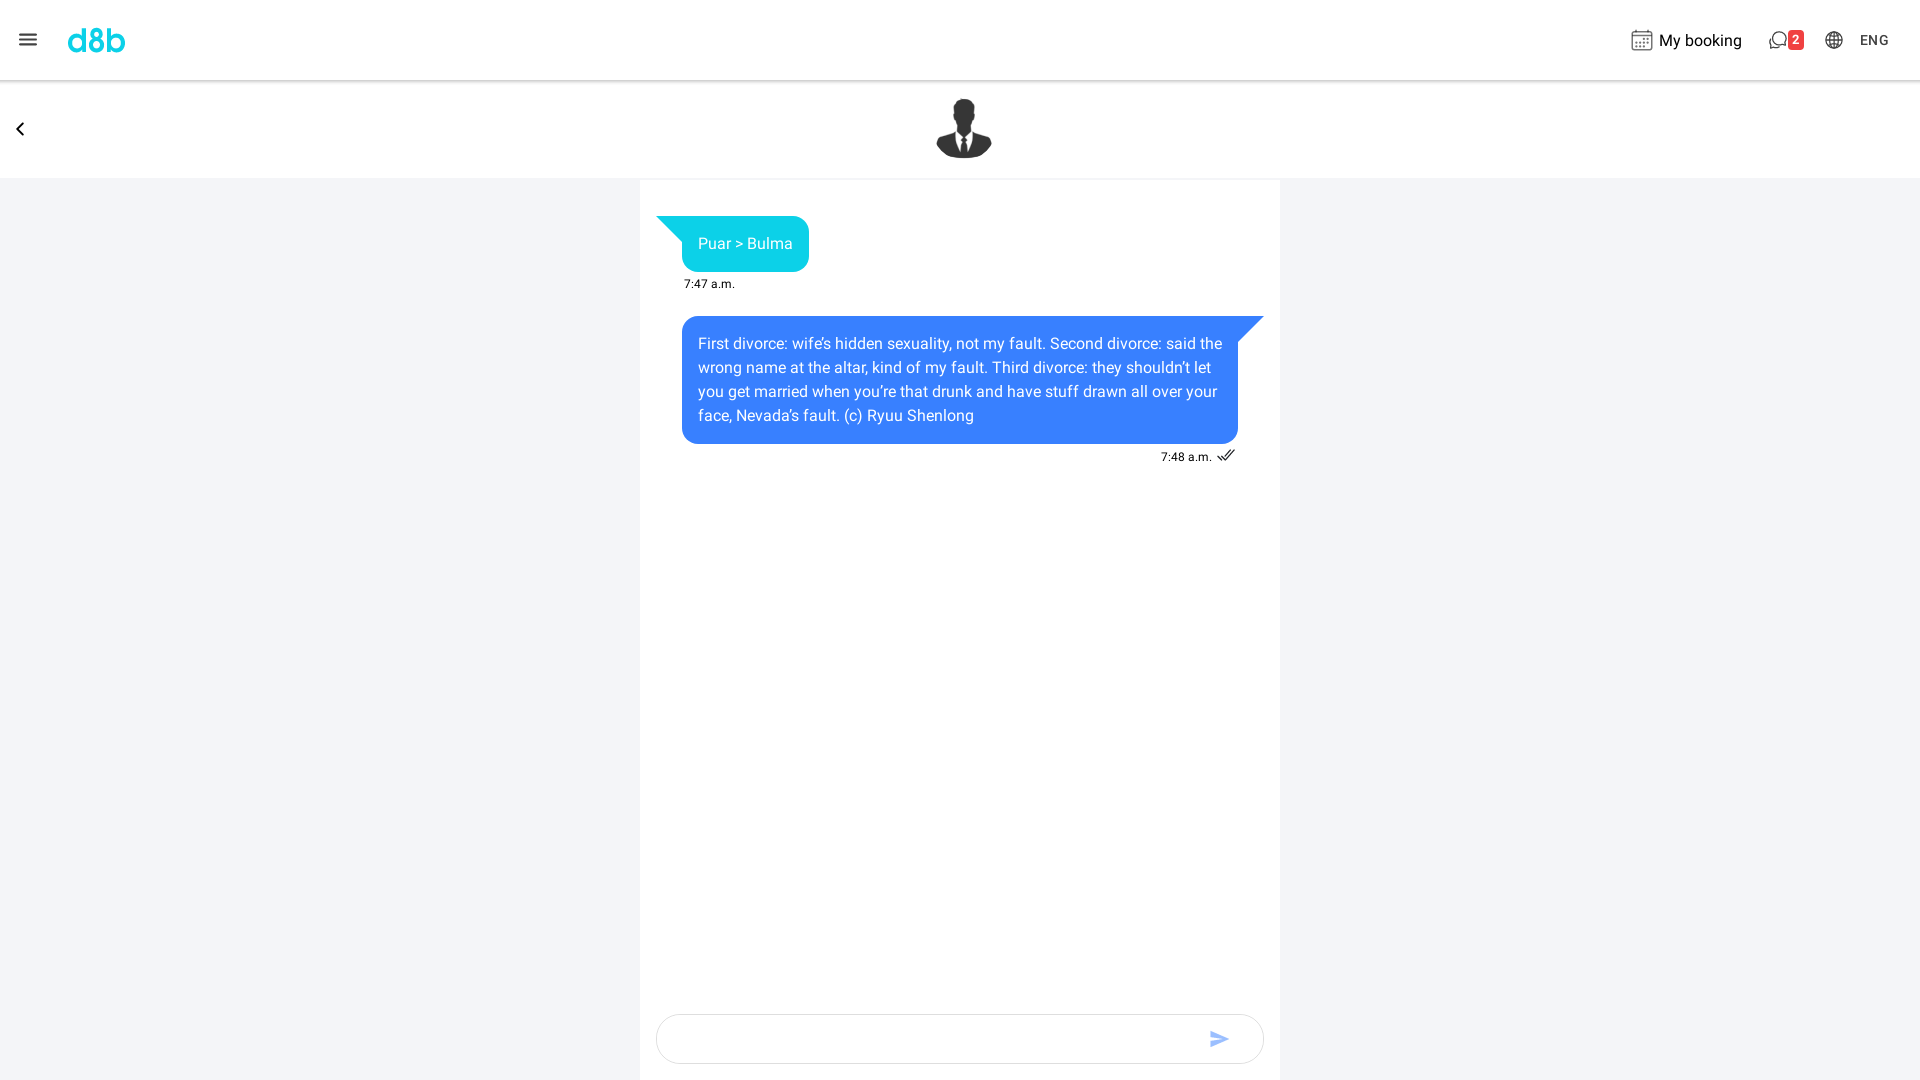 d8b
My booking
2
ENG
Puar > Bulma
7:47 a.m.
First divorce: wife’s hidden sexuality, not my fault. Second divorce: said the
wrong name at the altar, kind of my fault. Third divorce: they shouldn’t let
you get married when you’re that drunk and have stuff drawn all over your
face, Nevada’s fault. (c) Ryuu Shenlong
7:48 a.m.